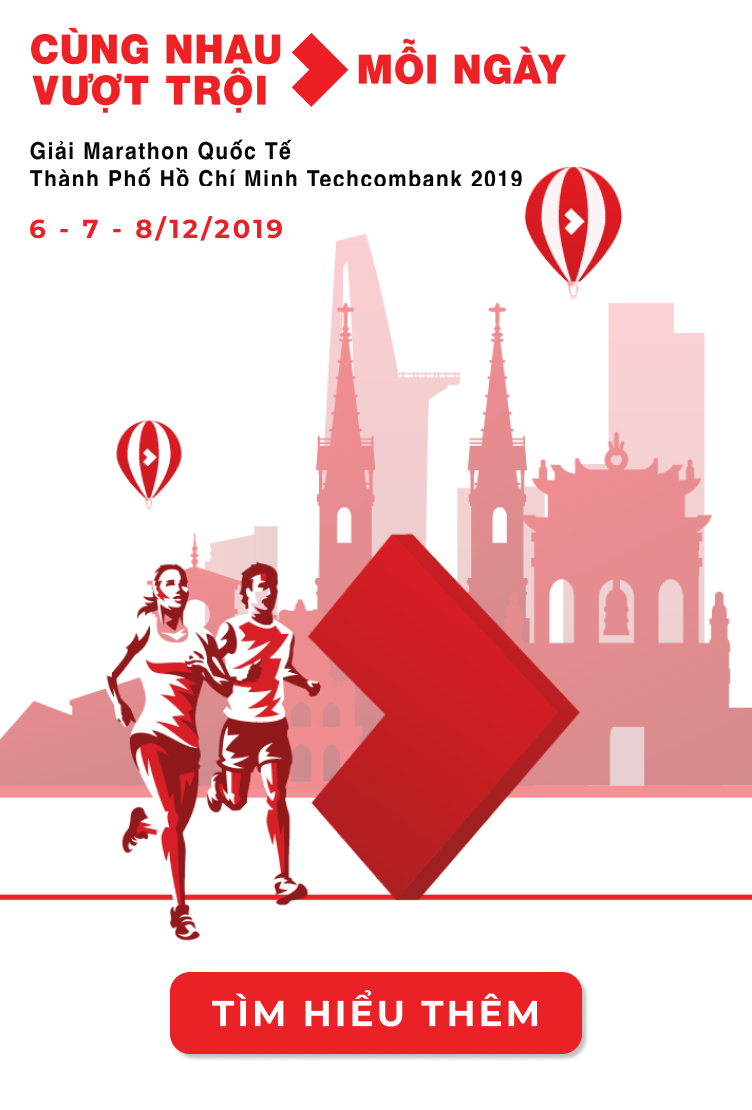 CÙNG NHAU
VƯỢT TRỘI
MỖI NGÀY
Giải Marathon Quốc Tế
Thành Phố Hồ Chí Minh Techcombank 2019
6 - 7 - 8/12/2019
TÌM HIỂU THÊM